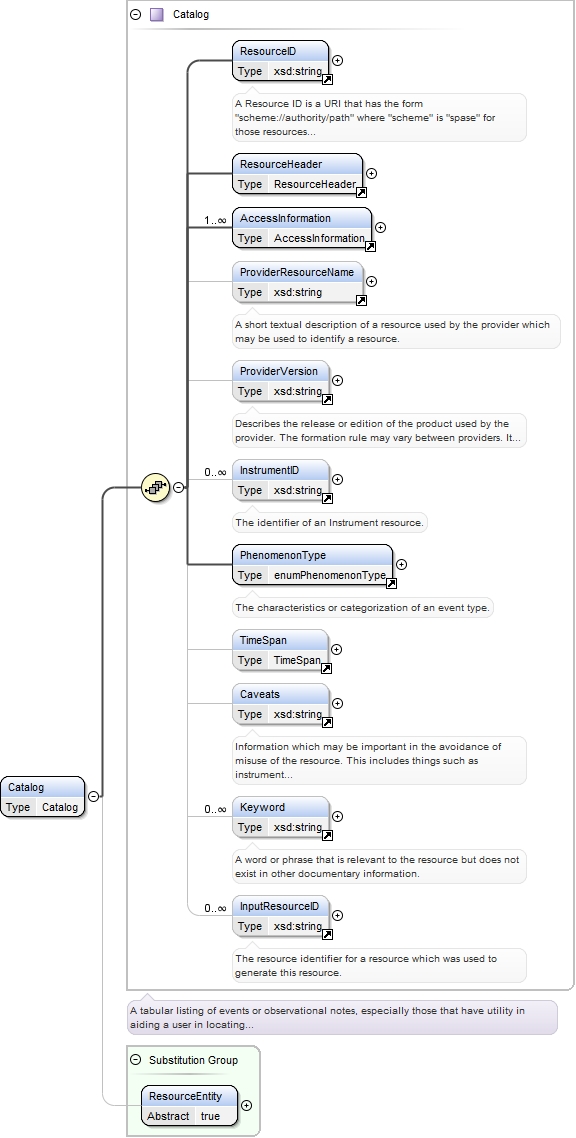 Catalog
ResourceID
Type xsd:string
A Resource ID is a URI that has the form
"scheme://authority/path" where "scheme" is "spase" for
those resources...
ResourceHeader
Type ResourceHeader
1..∞ AccessInformation
Type AccessInformation
ProviderResourceName
Type xsd:string
A short textual description of a resource used by the provider which
may be used to identify a resource.
ProviderVersion
Type xsd:string
Describes the release or edition of the product used by the
provider. The formation rule may vary between providers. It...
0..∞ InstrumentID
Type xsd:string
The identifier of an Instrument resource.
PhenomenonType
Type enumPhenomenonType
The characteristics or categorization of an event type.
TimeSpan
Type TimeSpan
Caveats
Type xsd:string
Information which may be important in the avoidance of
misuse of the resource. This includes things such as
instrument...
Catalog
Type Catalog
0..∞ Keyword
Type xsd:string
A word or phrase that is relevant to the resource but does not
exist in other documentary information.
0..∞ InputResourceID
Type xsd:string
The resource identifier for a resource which was used to
generate this resource.
A tabular listing of events or observational notes, especially those that have utility in
aiding a user in locating...
Substitution Group
ResourceEntity
Abstract true